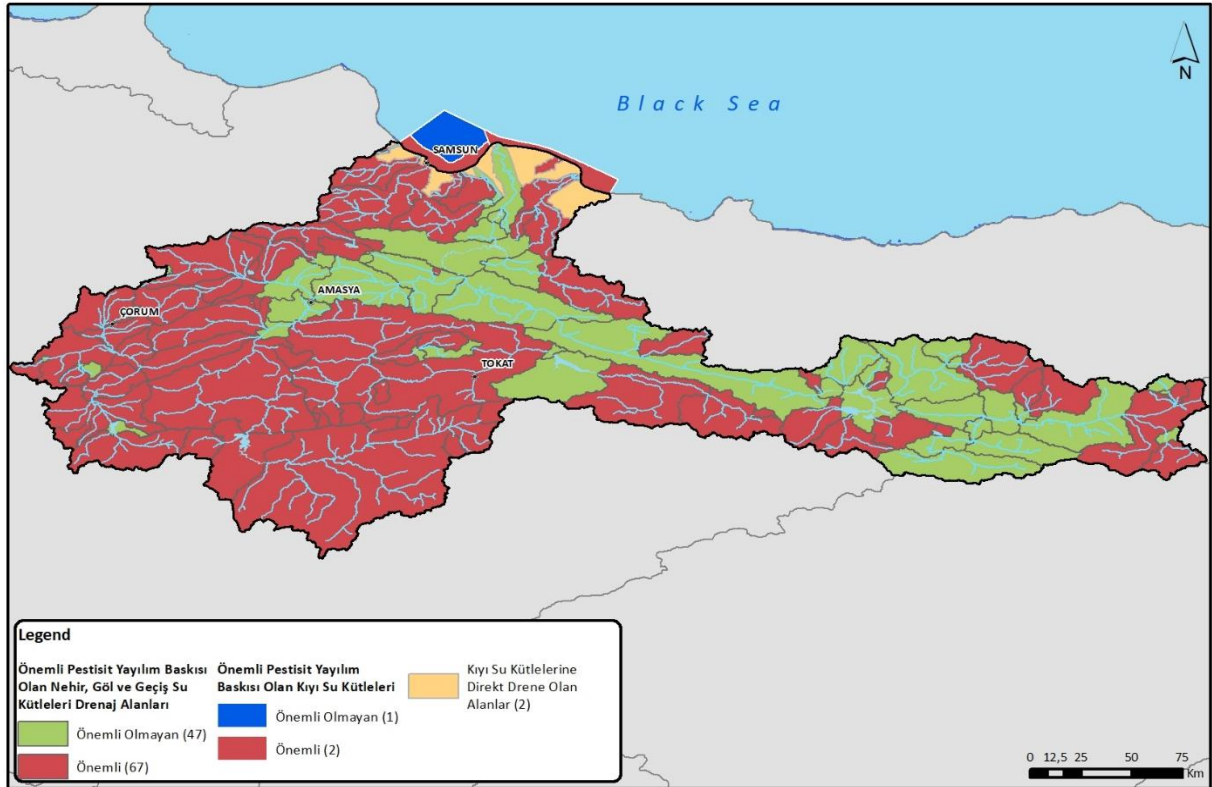 N
Black Sea
SAMSUN
AMASYA
ÇORUM
TOKAT
Legend
Önemli Pestisit Yayılım Baskısı
Olan Nehir, Göl ve Geçiş Su
Kütleleri Drenaj Alanları
Önemli Olmayan (47)
Önemli (67)
Önemli Pestisit Yayılım
Baskısı Olan Kıyı Su Kütleleri
Önemli Olmayan (1)
Önemli (2)
Kıyı Su Kütlelerine
Direkt Drene Olan
Alanlar (2)
0 12,5 25 50 75
Km